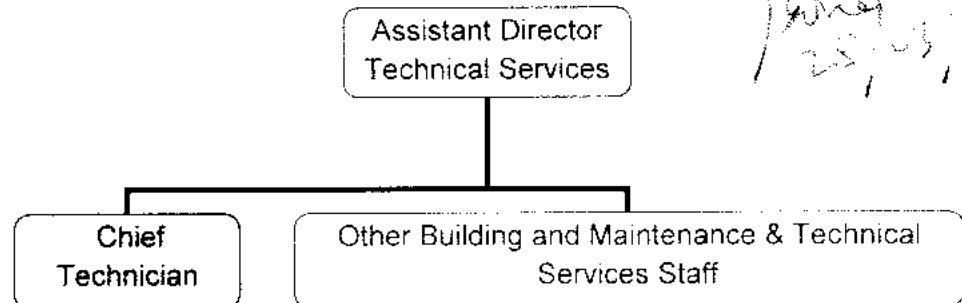 Assistant Director
Technical Services
Chief
Technician
Other Building and Maintenance & Technical
Services Staff